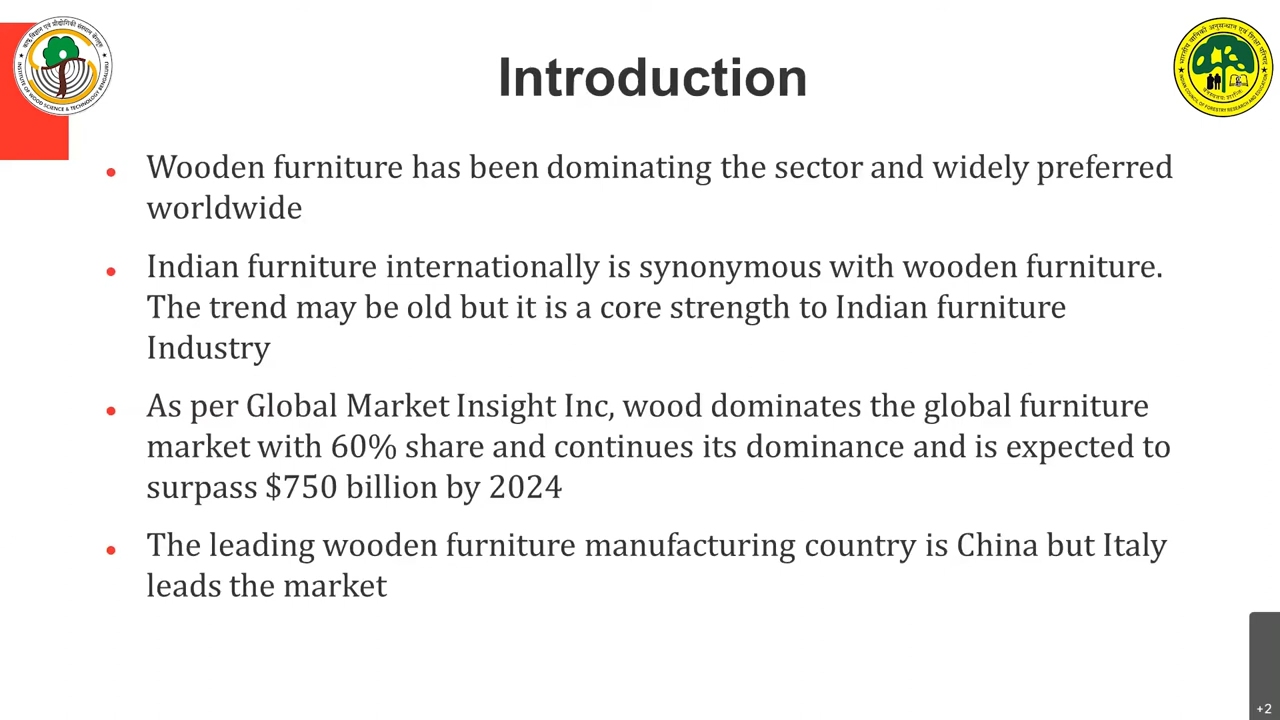 Introduction
Wooden furniture has been dominating the sector and widely preferred
worldwide
Indian furniture internationally is synonymous with wooden furniture.
The trend may be old but it is a core strength to Indian furniture
Industry
As per Global Market Insight Inc, wood dominates the global furniture
market with 60% share and continues its dominance and is expected to
surpass $750 billion by 2024
The leading wooden furniture manufacturing country is China but Italy
leads the market
+2